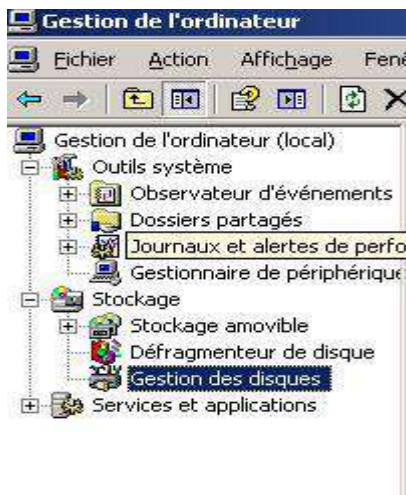 Gestion de l'ordinateur
Fichier Action Affichage Fenê
Gestion de l'ordinateur (local)
Outils système
Observateur d'événements
Dossiers partagés
Journaux et alertes de perfo
Gestionnaire de périphérique
Stockage
Stockage amovible
Défragmenteur de disque
Gestion des disques
Services et applications